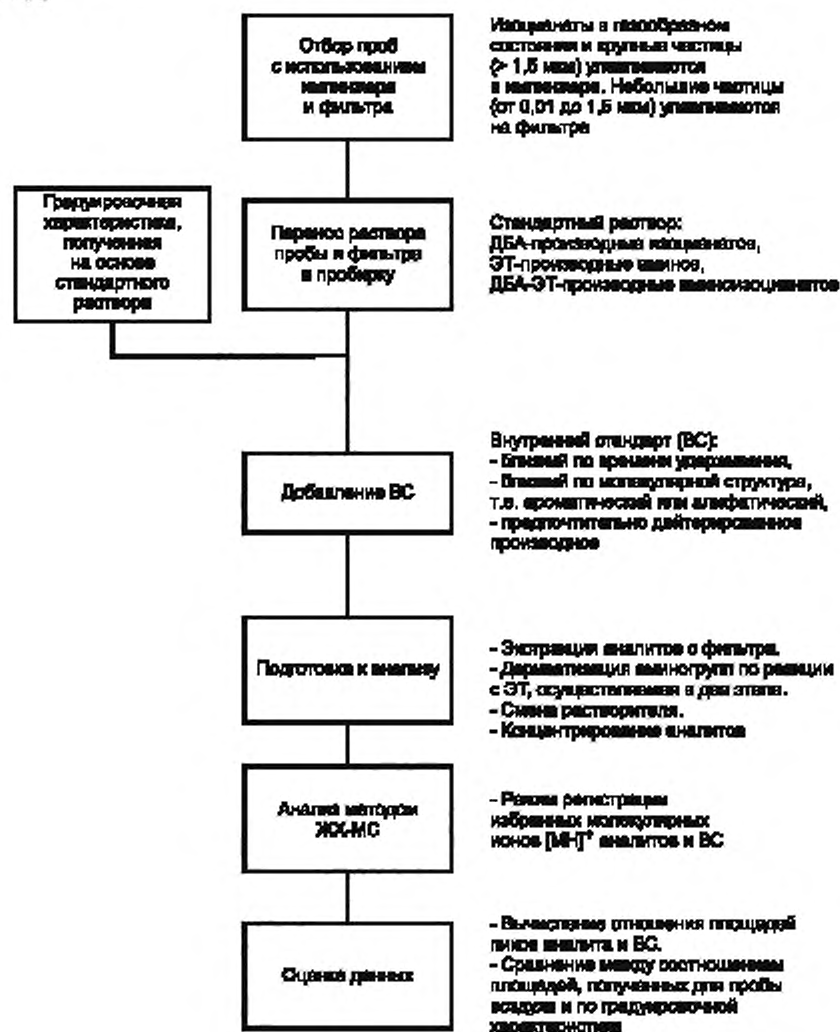 Отбор проб
с использованием
импинжера
и фильтра
Изоцианаты в газообразном
состоянии и крупные частицы
(> 1,5 мкм) улавливаются
в импинжере. Небольшие частицы
(от 0,01 до 1,5 мкм) улавливаются
на фильтре
Градуировочная
характеристика,
полученная
на основе
стандартного
раствора
Перенос раствора
пробы и фильтра
в пробирку
Стандартный раствор:
ДБА-производные изоцианатов,
ЭТ-производные аминов,
ДБА-ЭТ-производные аминоизоцианатов
Добавление ВС
Внутренний стандарт (ВС):
- Близкий по времени удерживания,
- Близкий по молекулярной структуре,
т.е. ароматический или алифатический,
- предпочтительно дейтерированное
производное
Подготовка к анализу
- Экстракция аналитов с фильтра.
- Дериватизация аминогрупп по реакции
с ЭТ, осуществляемая в два этапа.
- Смена растворителя.
- Концентрирование аналитов
Анализ методом
ЖХ-МС
- Режим регистрации
избранных молекулярных
ионов [МН]⁺ аналитов и ВС
Оценка данных
- Вычисление отношения площадей
пиков аналита и ВС.
- Сравнение между соотношением
площадей, полученных для пробы
воздуха и по градуировочной
характеристике